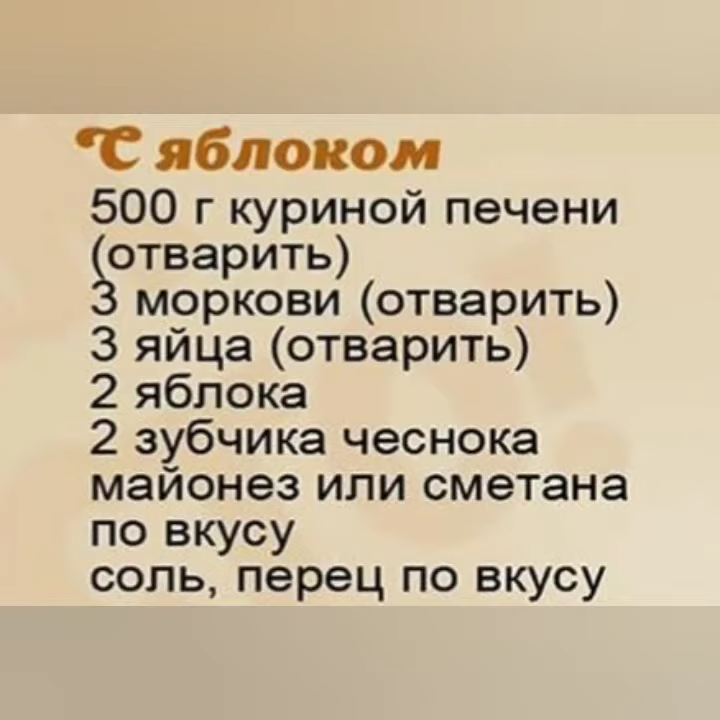 С яблоком
500 г куриной печени
(отварить)
3 моркови (отварить)
3 яйца (отварить)
2 яблока
2 зубчика чеснока
майонез или сметана
по вкусу
соль, перец по вкусу